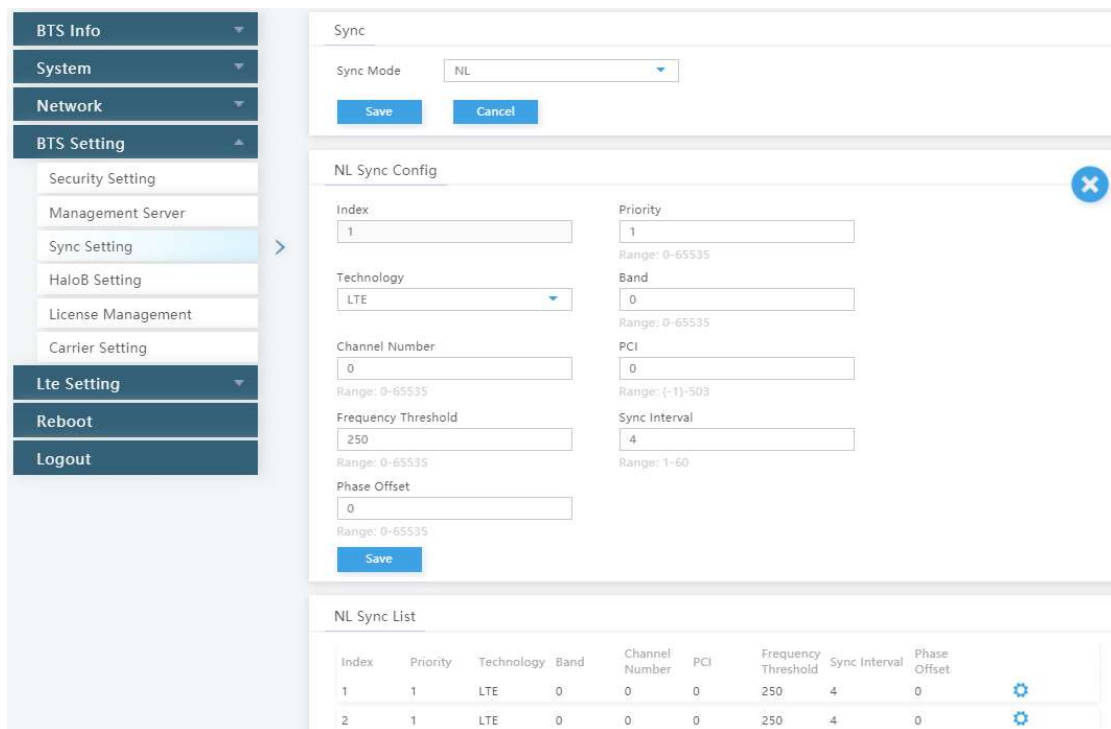 BTS Info
System
Network
BTS Setting
Security Setting
Management Server
Sync Setting
HaloB Setting
License Management
Carrier Setting
Lte Setting
Reboot
Logout
Sync
Sync Mode NL
Save Cancel
NL Sync Config
Index Priority
1 1
Range: 0-65535
Technology Band
LTE 0
Range: 0-65535
Channel Number PCI
0 0
Range: 0-65535 Range: (-1)-503
Frequency Threshold Sync Interval
250 4
Range: 0-65535 Range: 1-60
Phase Offset
0
Range: 0-65535
Save
NL Sync List
Index Priority Technology Band Channel Number PCI Frequency Threshold Sync Interval Phase Offset
1 1 LTE 0 0 0 250 4 0
2 1 LTE 0 0 0 250 4 0